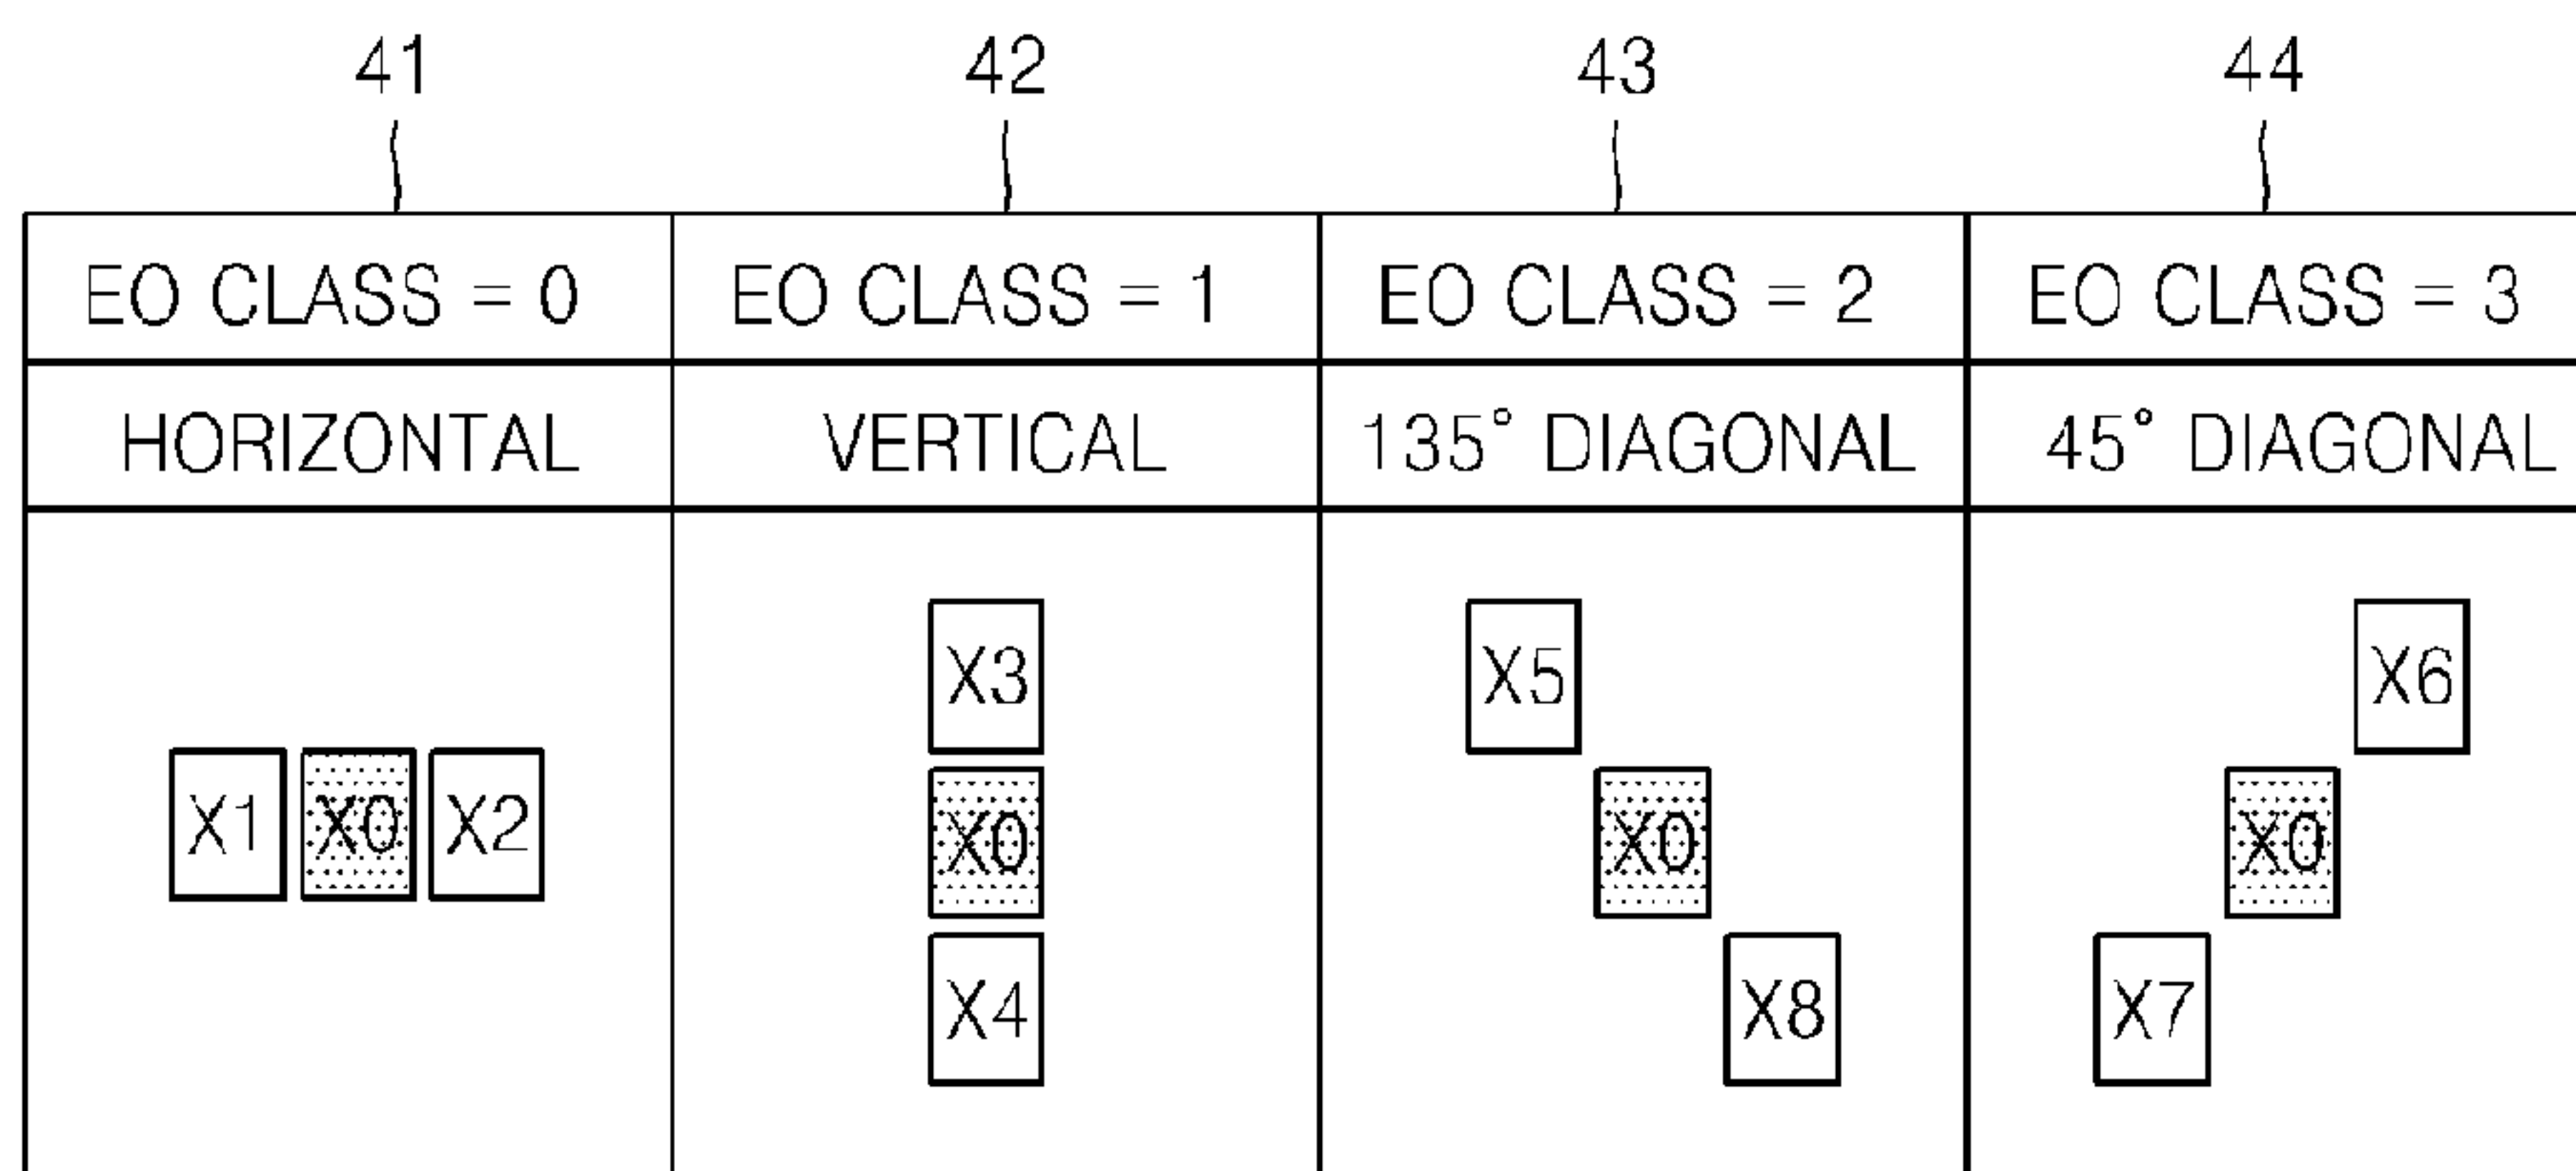 41 42 43 44
EO CLASS = 0 EO CLASS = 1 EO CLASS = 2 EO CLASS = 3
HORIZONTAL VERTICAL 135° DIAGONAL 45° DIAGONAL
X3 X5 X6
X1 X0 X2 X0 X0 X0
X4 X8 X7